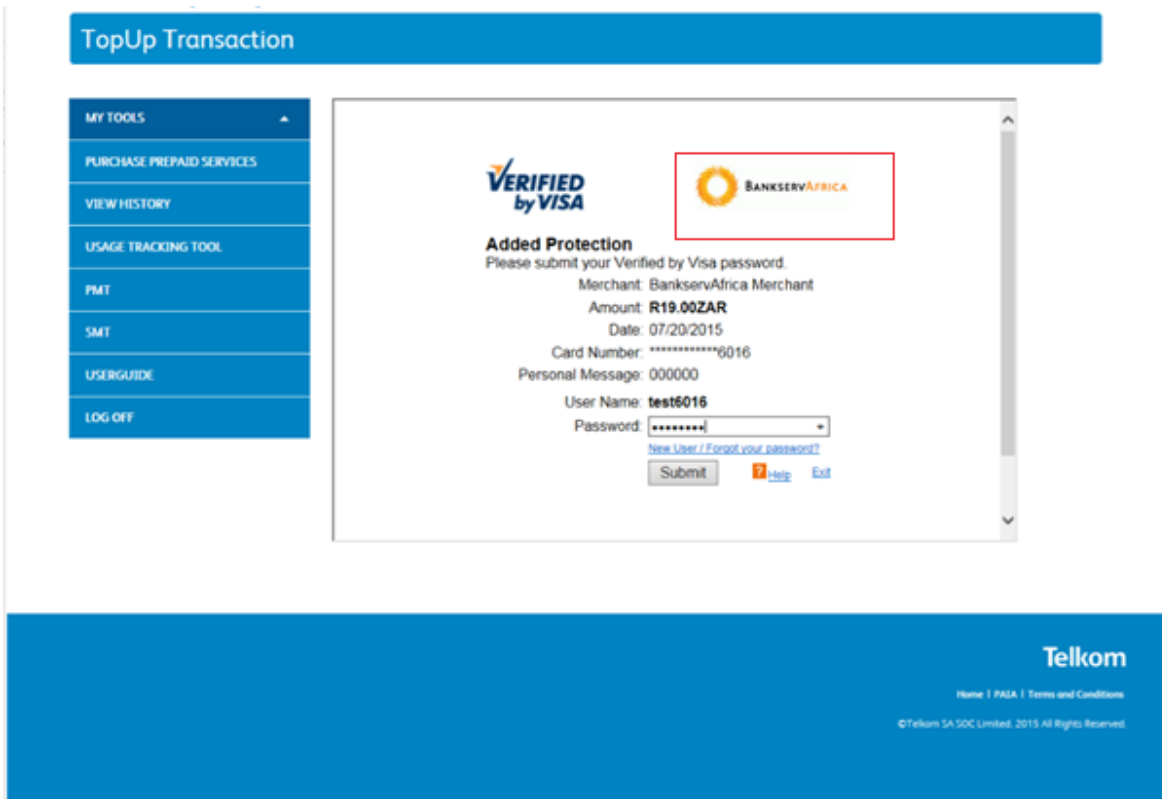 TopUp Transaction
MY TOOLS
PURCHASE PREPAID SERVICES
VIEW HISTORY
USAGE TRACKING TOOL
PMT
SMT
USERGUIDE
LOG OFF
VERIFIED
by VISA
BANKSERVAFRICA
Added Protection
Please submit your Verified by Visa password.
Merchant: BankservAfrica Merchant
Amount: R19.00ZAR
Date: 07/20/2015
Card Number: ************6016
Personal Message: 000000
User Name: test6016
Password: ••••••••
New User / Forgot your password?
Submit ? Help Exit
Telkom
Home | PAIA | Terms and Conditions
©Telkom SA SOC Limited. 2015 All Rights Reserved.